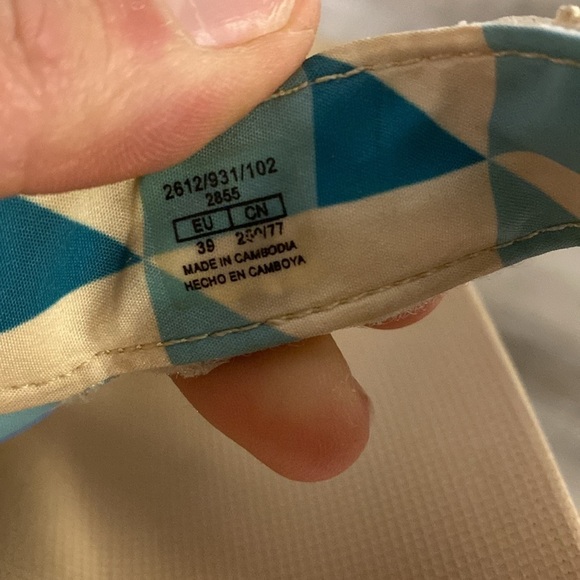 2612/931/102
2855
EU CN
39
MADE IN CAMBODIA
HECHO EN CAMBOYA